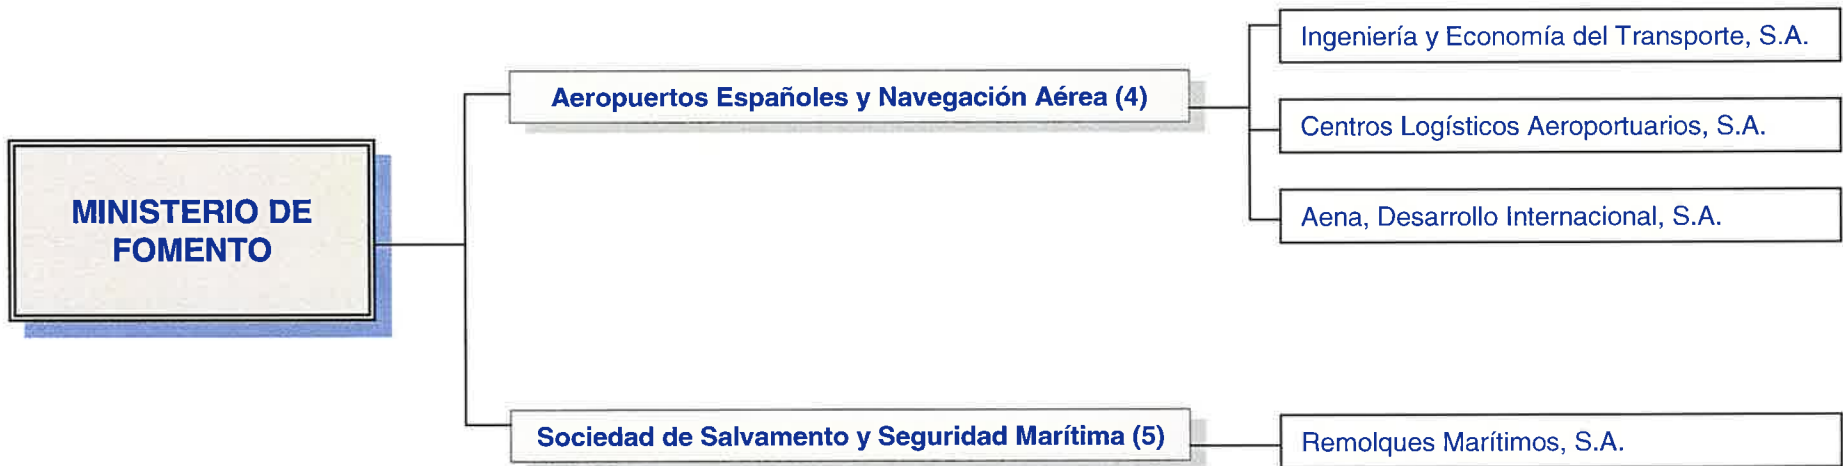 MINISTERIO DE
FOMENTO
Aeropuertos Españoles y Navegación Aérea (4)
Ingeniería y Economía del Transporte, S.A.
Centros Logísticos Aeroportuarios, S.A.
Aena, Desarrollo Internacional, S.A.
Sociedad de Salvamento y Seguridad Marítima (5)
Remolques Marítimos, S.A.